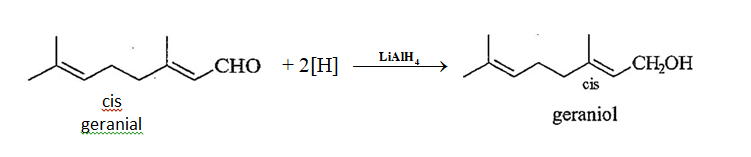 CHO + 2[H] LiAlH₄ CH₂OH
cis
cis
geranial
geraniol